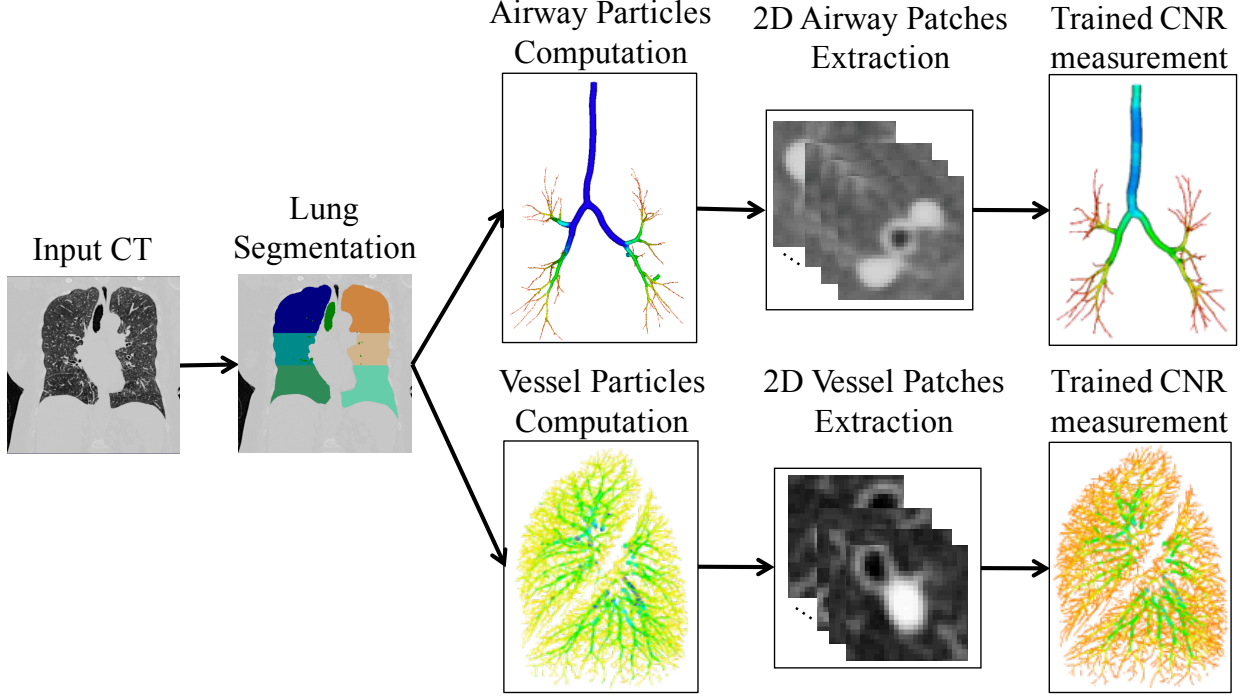 Input CT
Lung
Segmentation
Airway Particles
Computation
2D Airway Patches
Extraction
Trained CNR
measurement
Vessel Particles
Computation
2D Vessel Patches
Extraction
Trained CNR
measurement